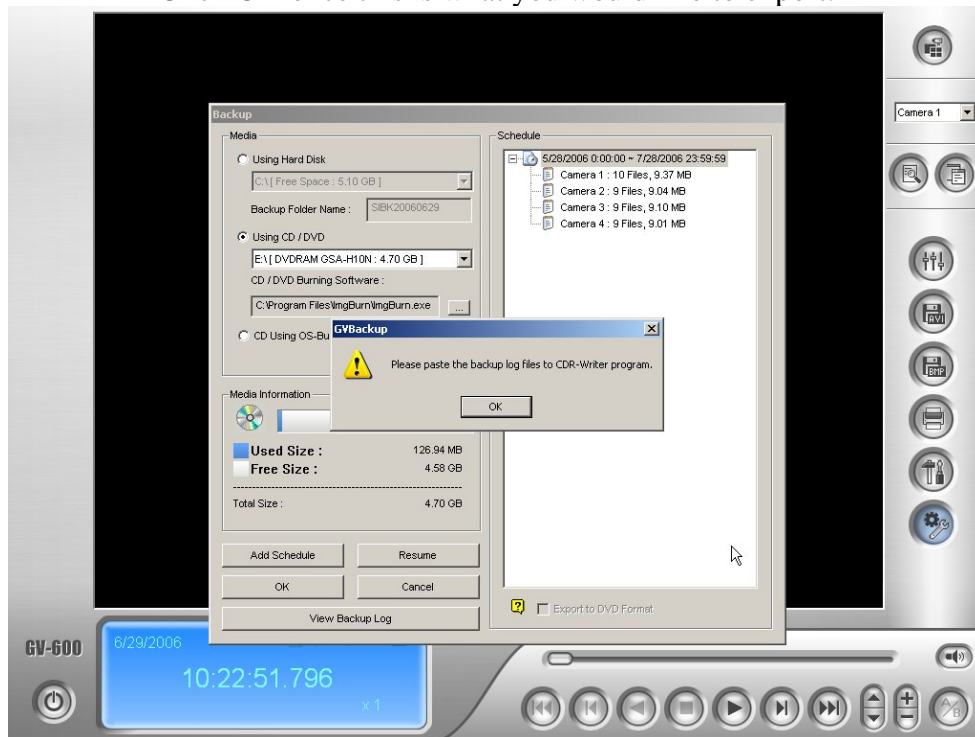 Camera 1
Backup
Media
Using Hard Disk
C:\ [ Free Space : 5.10 GB ]
Backup Folder Name :
SIBK20060629
Using CD / DVD
E:\ [ DVDRAM GSA-H10N : 4.70 GB ]
CD / DVD Burning Software :
C:\Program Files\ImgBurn\ImgBurn.exe
...
CD Using OS-Bu
Media Information
Used Size : 126.94 MB
Free Size : 4.58 GB
Total Size : 4.70 GB
Add Schedule
Resume
OK
Cancel
View Backup Log
Schedule
5/28/2006 0:00:00 ~ 7/28/2006 23:59:59
Camera 1 : 10 Files, 9.37 MB
Camera 2 : 9 Files, 9.04 MB
Camera 3 : 9 Files, 9.10 MB
Camera 4 : 9 Files, 9.01 MB
Export to DVD Format
GVBackup
Please paste the backup log files to CDR-Writer program.
OK
AVI
BMP
GV-600
6/29/2006
10:22:51.796
x 1
A/B